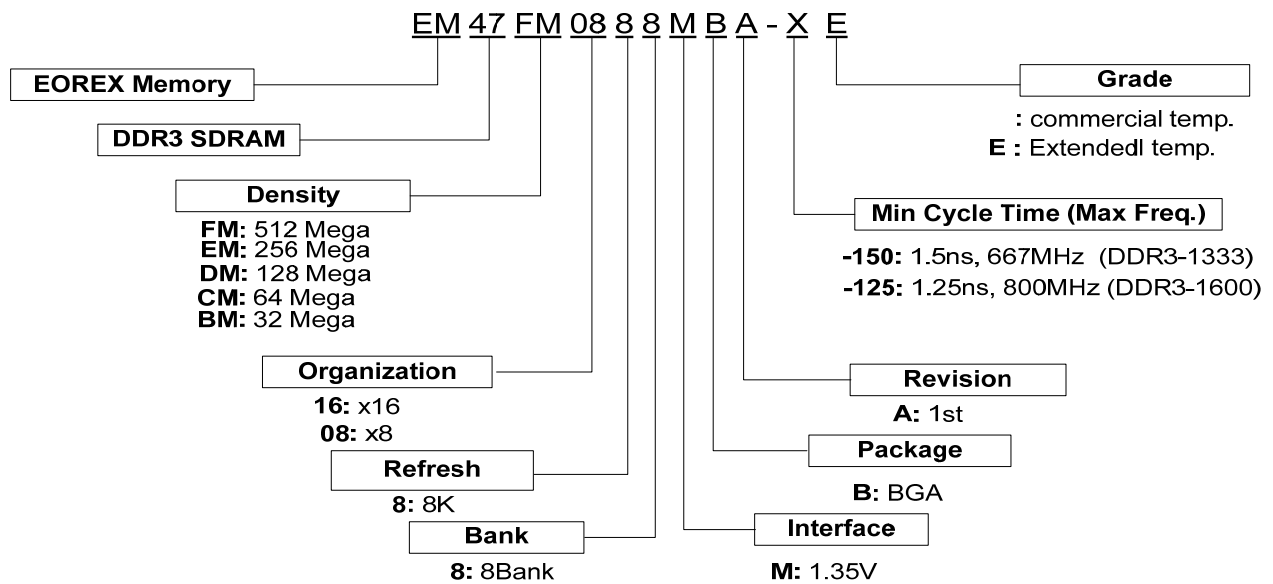 EM 47 FM 08 8 8 M B A - X E
EOREX Memory
DDR3 SDRAM
Density
FM: 512 Mega
EM: 256 Mega
DM: 128 Mega
CM: 64 Mega
BM: 32 Mega
Organization
16: x16
08: x8
Refresh
8: 8K
Bank
8: 8Bank
Grade
: commercial temp.
E : Extendedl temp.
Min Cycle Time (Max Freq.)
-150: 1.5ns, 667MHz (DDR3-1333)
-125: 1.25ns, 800MHz (DDR3-1600)
Revision
A: 1st
Package
B: BGA
Interface
M: 1.35V